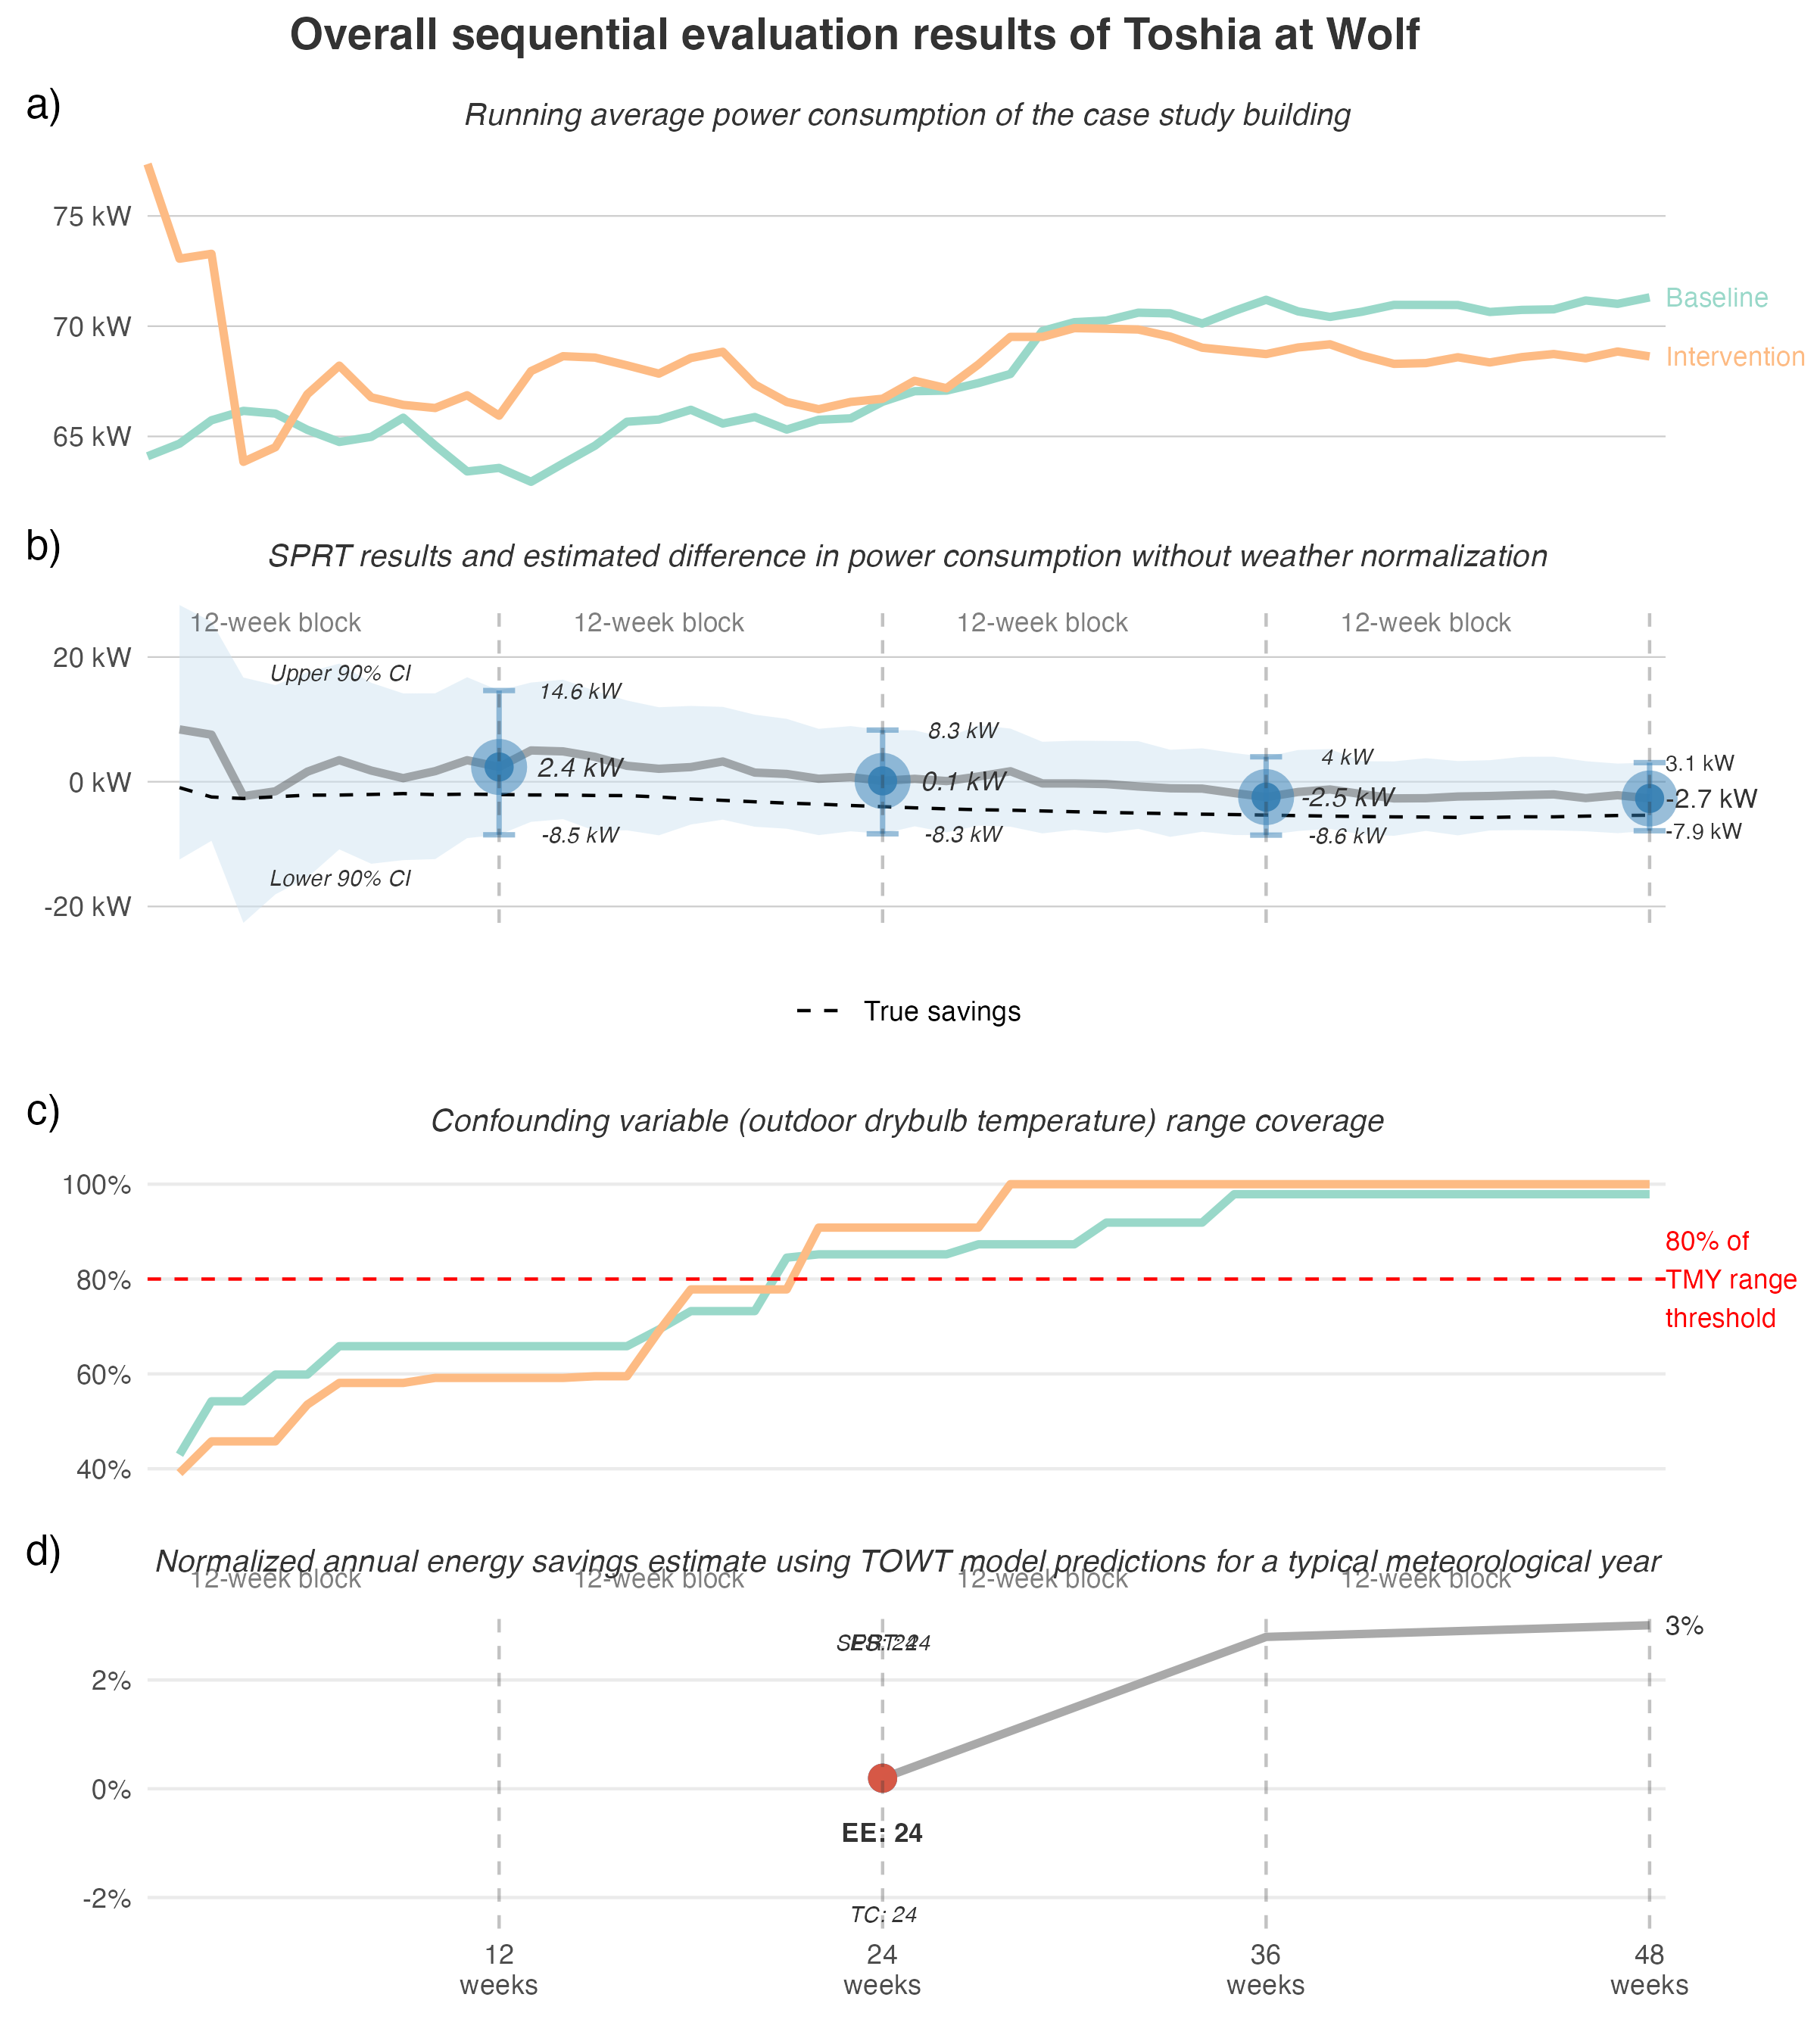 Overall sequential evaluation results of Toshia at Wolf
a)
Running average power consumption of the case study building
75 kW
70 kW
65 kW
Baseline
Intervention
b)
SPRT results and estimated difference in power consumption without weather normalization
12-week block 12-week block 12-week block 12-week block
20 kW
0 kW
-20 kW
Upper 90% CI
Lower 90% CI
14.6 kW
2.4 kW
-8.5 kW
8.3 kW
0.1 kW
-8.3 kW
4 kW
-2.5 kW
-8.6 kW
3.1 kW
-2.7 kW
-7.9 kW
True savings
c)
Confounding variable (outdoor drybulb temperature) range coverage
100%
80%
60%
40%
80% of
TMY range
threshold
d)
Normalized annual energy savings estimate using TOWT model predictions for a typical meteorological year
12-week block 12-week block 12-week block 12-week block
2%
0%
-2%
3%
EE: 24
TC: 24
12 24 36 48
weeks weeks weeks weeks